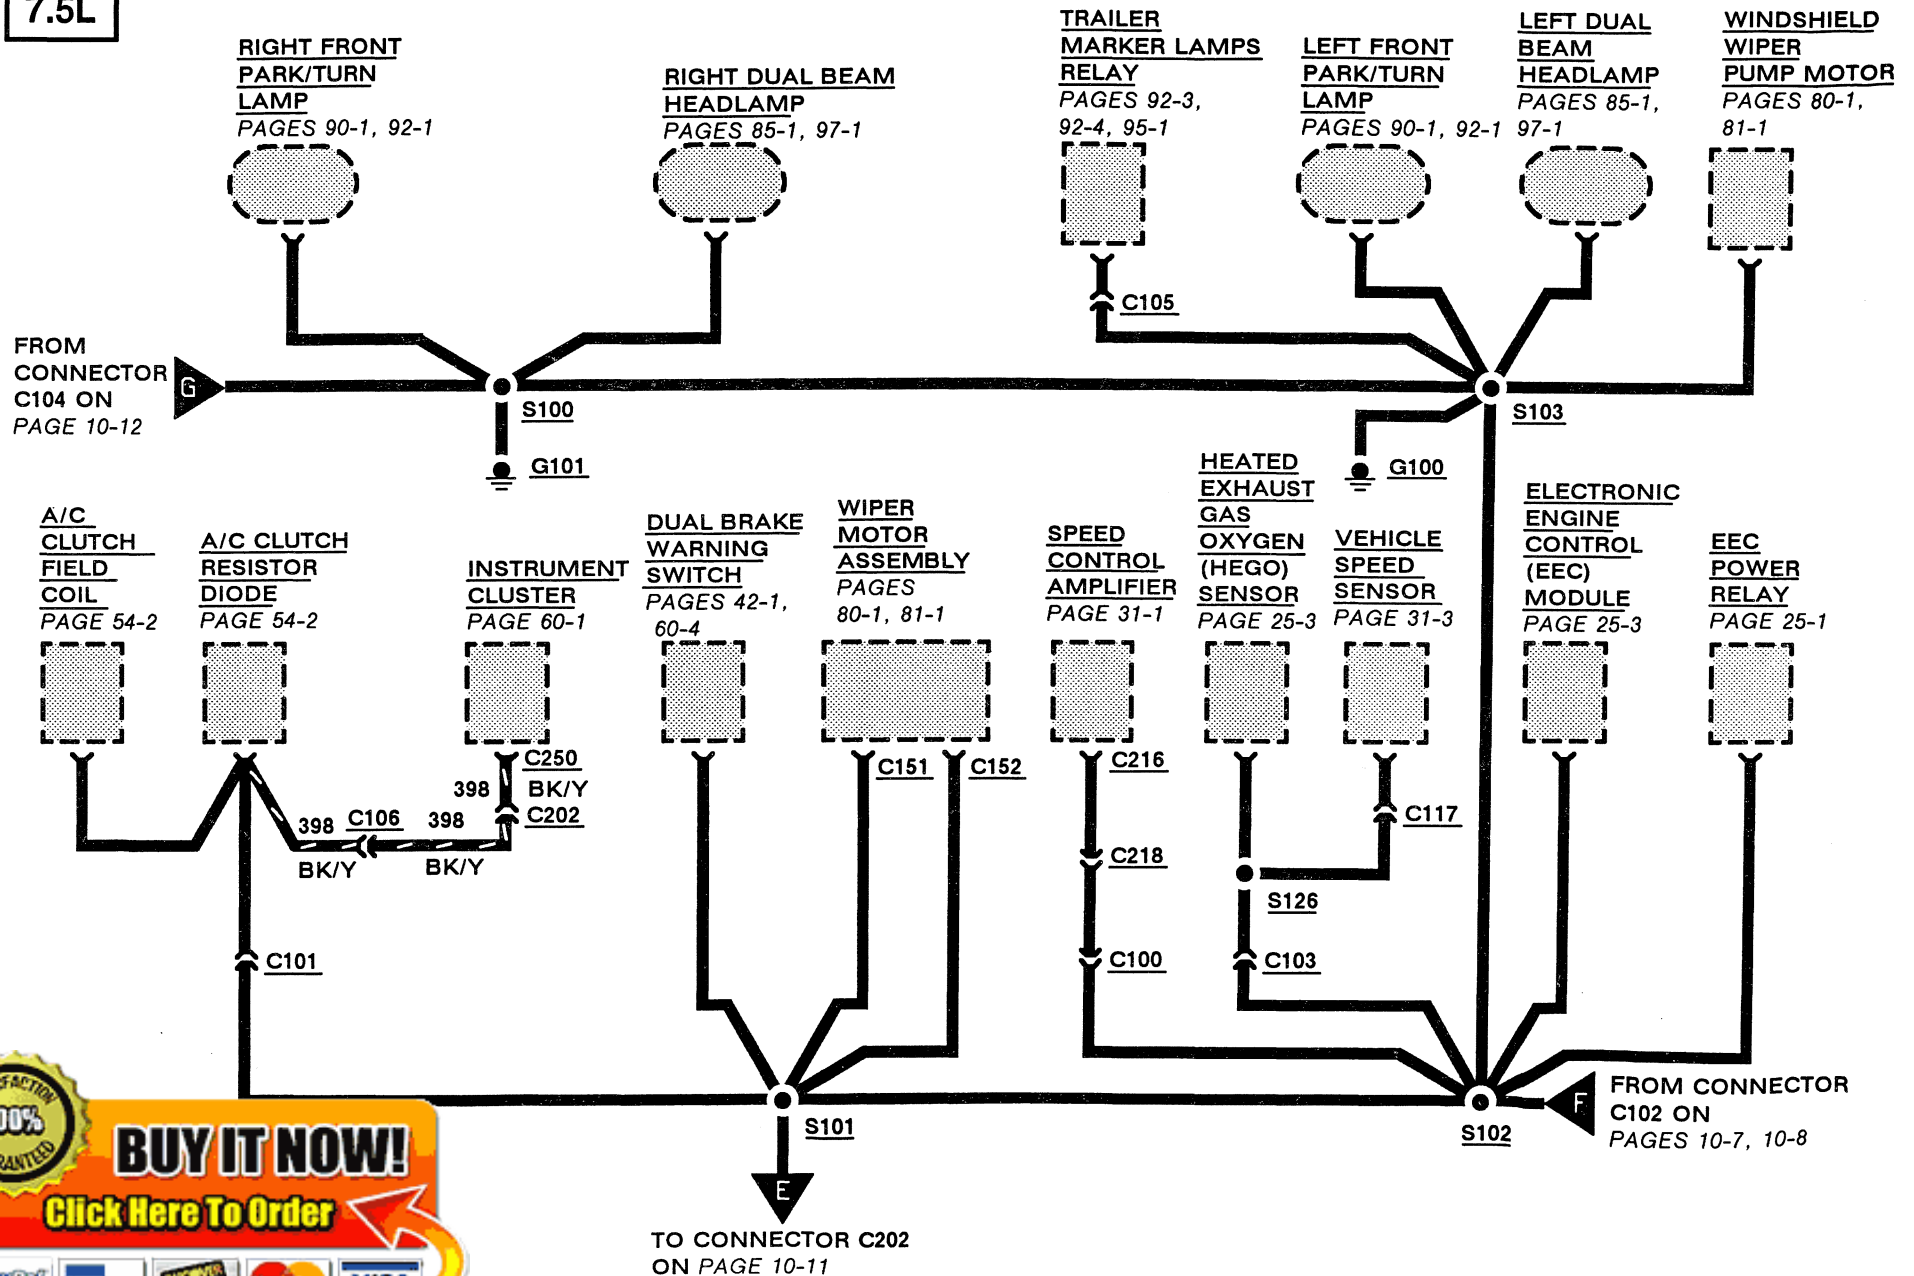 7.5L
RIGHT FRONT
PARK/TURN
LAMP
PAGES 90-1, 92-1
RIGHT DUAL BEAM
HEADLAMP
PAGES 85-1, 97-1
TRAILER
MARKER LAMPS
RELAY
PAGES 92-3,
92-4, 95-1
LEFT FRONT
PARK/TURN
LAMP
PAGES 90-1, 92-1
LEFT DUAL
BEAM
HEADLAMP
PAGES 85-1,
97-1
WINDSHIELD
WIPER
PUMP MOTOR
PAGES 80-1,
81-1
C105
FROM
CONNECTOR
C104 ON
PAGE 10-12
G
S100
G101
S103
G100
A/C
CLUTCH
FIELD
COIL
PAGE 54-2
A/C CLUTCH
RESISTOR
DIODE
PAGE 54-2
INSTRUMENT
CLUSTER
PAGE 60-1
DUAL BRAKE
WARNING
SWITCH
PAGES 42-1,
60-4
WIPER
MOTOR
ASSEMBLY
PAGES
80-1, 81-1
SPEED
CONTROL
AMPLIFIER
PAGE 31-1
HEATED
EXHAUST
GAS
OXYGEN
(HEGO)
SENSOR
PAGE 25-3
VEHICLE
SPEED
SENSOR
PAGE 31-3
ELECTRONIC
ENGINE
CONTROL
(EEC)
MODULE
PAGE 25-3
EEC
POWER
RELAY
PAGE 25-1
C250
398 BK/Y
C202
398 C106 398
BK/Y BK/Y
C151
C152
C216
C117
C218
S126
C101
C100
C103
S101
S102
F
FROM CONNECTOR
C102 ON
PAGES 10-7, 10-8
E
TO CONNECTOR C202
ON PAGE 10-11
BUY IT NOW!
Click Here To Order